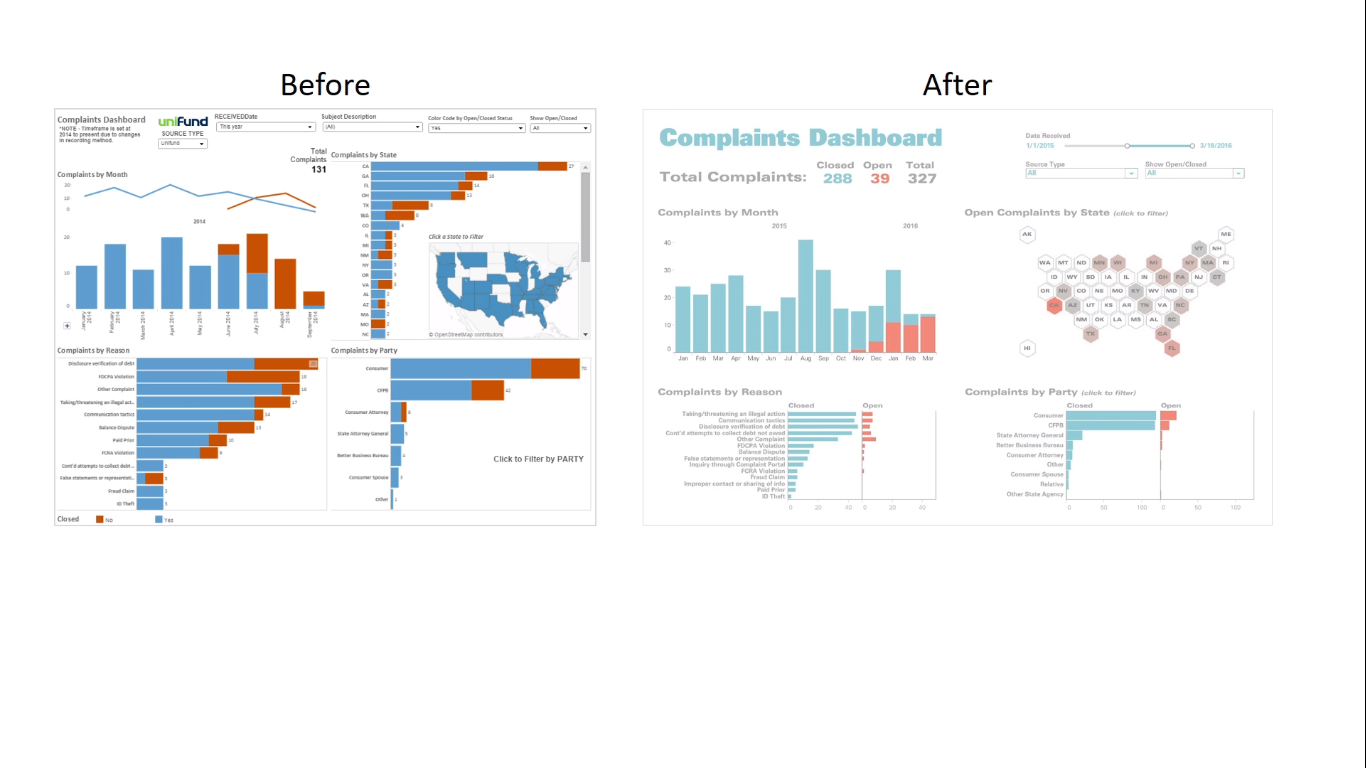 Before
After
Complaints Dashboard
*NOTE - Timeframe is set at
2014 to present due to changes
in recording method.
unifund
SOURCE TYPE
Unifund
RECEIVEDDate
This year
Subject Description
(All)
Color Code by Open/Closed Status
Yes
Show Open/Closed
All
Total
Complaints
131
Complaints by Month
20
10
0
2014
20
10
0
January 2014
February 2014
March 2014
April 2014
May 2014
June 2014
July 2014
August 2014
September 2014
Complaints by State
CA 27
GA
FL 14
OH 13
TX
WA
CO
IL 3
MI 3
NM 3
NY 3
OR 3
VA 3
AL 2
AZ 2
MA 2
MO 2
NC 2
Click a State to Filter
© OpenStreetMap contributors
Complaints by Reason
Disclosure verification of debt
FDCPA Violation
Other Complaint
Taking/threatening an illegal act.. 17
Communication tactics 14
Balance Dispute 13
Paid Prior 10
FCRA Violation
Cont'd attempts to collect debt... 3
False statements or representati.. 3
Fraud Claim 3
ID Theft 3
Closed No Yes
Complaints by Party
Consumer 70
CFPB 42
Consumer Attorney 6
State Attorney General 5
Better Business Bureau 4
Consumer Spouse 3
Other 1
Click to Filter by PARTY
Complaints Dashboard
Closed Open Total
Total Complaints: 288 39 327
Date Received
1/1/2015 3/18/2016
Source Type
All
Show Open/Closed
All
Complaints by Month
2015
40
30
20
10
0
Jan Feb Mar Apr May Jun Jul Aug Sep Oct Nov Dec Jan Feb Mar
Open Complaints by State (click to filter)
AK ME
VT NH
WA MT ND MN WI MI NY MA RI
ID WY SD IA IL IN OH PA NJ CT
OR NV CO NE MO KY WV MD DE
CA AZ UT KS AR TN VA NC
NM OK LA MS AL SC
TX GA
HI FL
Complaints by Reason
Closed Open
Taking/threatening an illegal action
Communication tactics
Disclosure verification of debt
Cont'd attempts to collect debt not owed
Other Complaint
FDCPA Violation
Balance Dispute
False statements or representation
Inquiry through Complaint Portal
FCRA Violation
Fraud Claim
Improper contact or sharing of info
Paid Prior
ID Theft
0 20 40 0 20 40
Complaints by Party (click to filter)
Closed Open
Consumer
CFPB
State Attorney General
Better Business Bureau
Consumer Attorney
Other
Consumer Spouse
Relative
Other State Agency
0 50 100 0 50 100